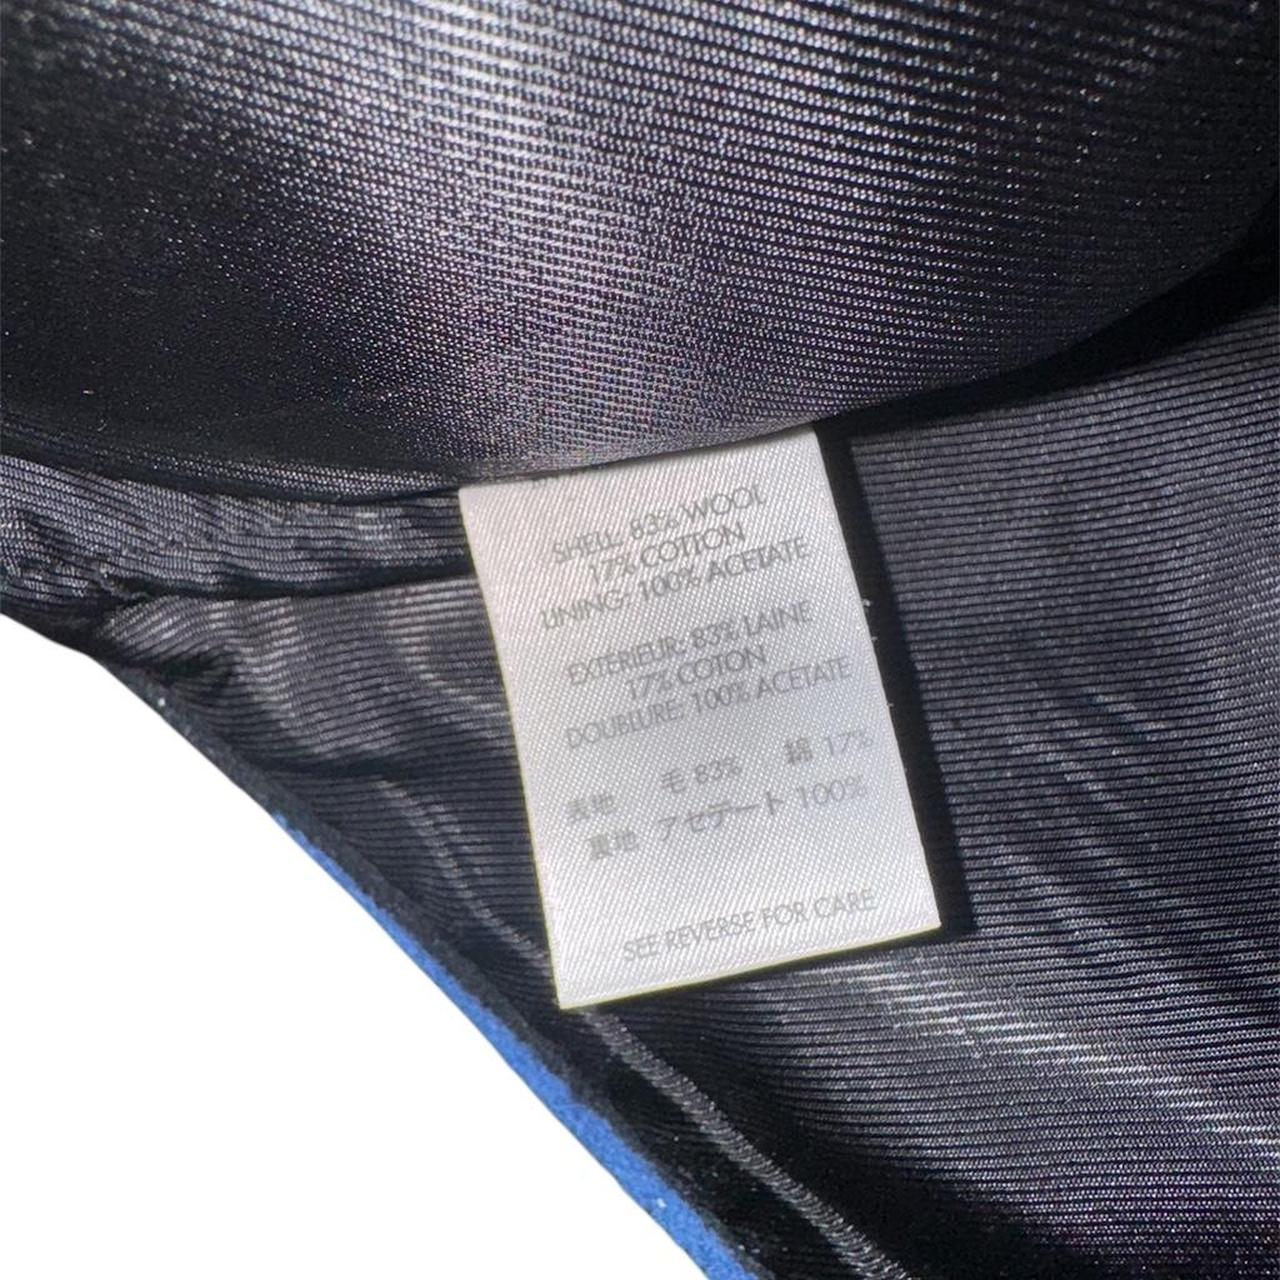 SHELL 83% WOOL
17% COTTON
LINING: 100% ACETATE
EXTERIEUR: 83% LAINE
17% COTON
DOUBLURE: 100% ACETATE
表地 毛 83% 綿 17%
裏地 アセテート 100%
SEE REVERSE FOR CARE